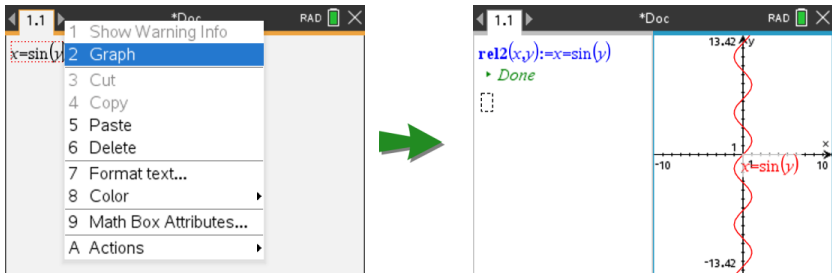 1.1 *Doc RAD
x=sin(y
1 Show Warning Info
2 Graph
3 Cut
4 Copy
5 Paste
6 Delete
7 Format text...
8 Color
9 Math Box Attributes...
A Actions
1.1 *Doc RAD
rel2(x,y):=x=sin(y)
Done
13.42 y
1
x
-10 1 10
x=sin(y)
-13.42